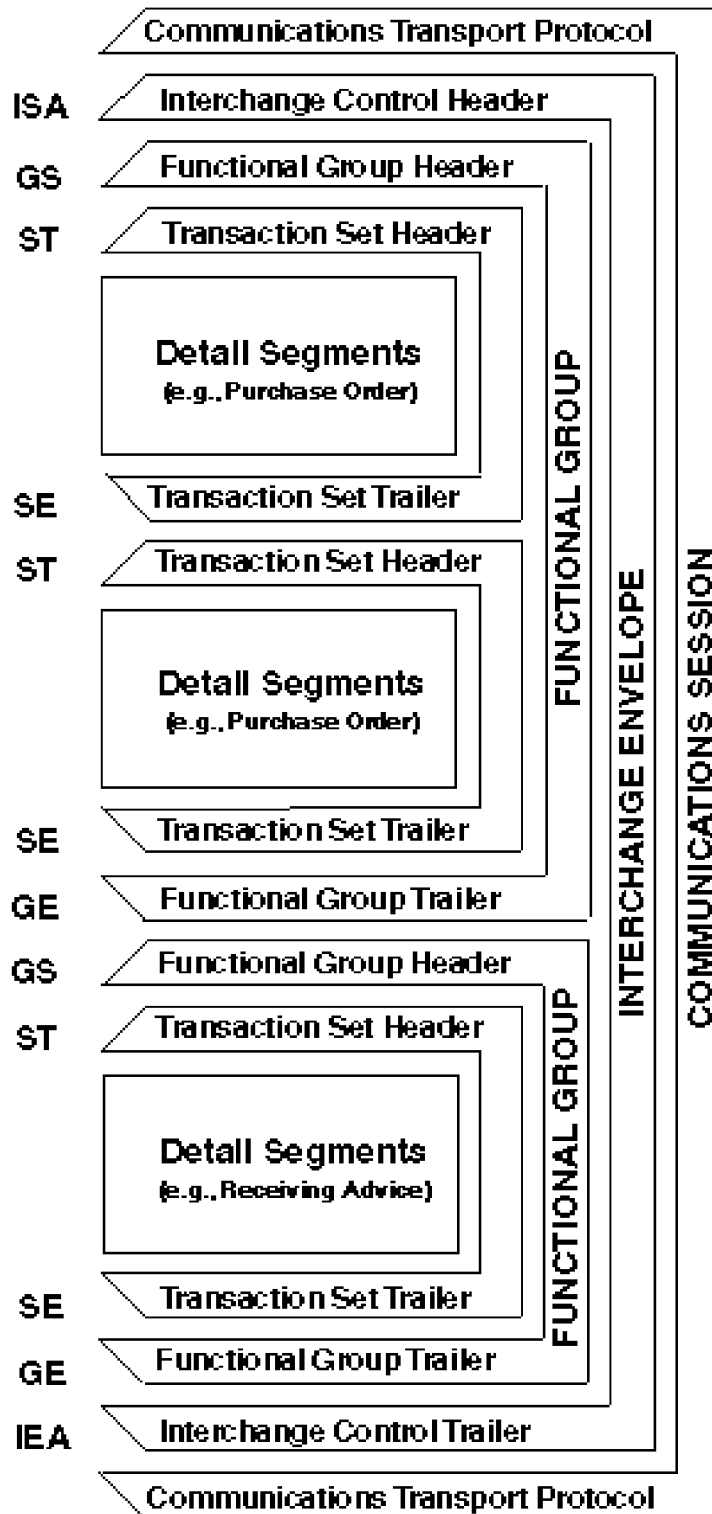 Communications Transport Protocol
ISA Interchange Control Header
GS Functional Group Header
ST Transaction Set Header
Detail Segments
(e.g., Purchase Order)
SE Transaction Set Trailer
ST Transaction Set Header
Detail Segments
(e.g., Purchase Order)
SE Transaction Set Trailer
GE Functional Group Trailer
FUNCTIONAL GROUP
GS Functional Group Header
ST Transaction Set Header
Detail Segments
(e.g., Receiving Advice)
SE Transaction Set Trailer
GE Functional Group Trailer
FUNCTIONAL GROUP
IEA Interchange Control Trailer
INTERCHANGE ENVELOPE
Communications Transport Protocol
COMMUNICATIONS SESSION